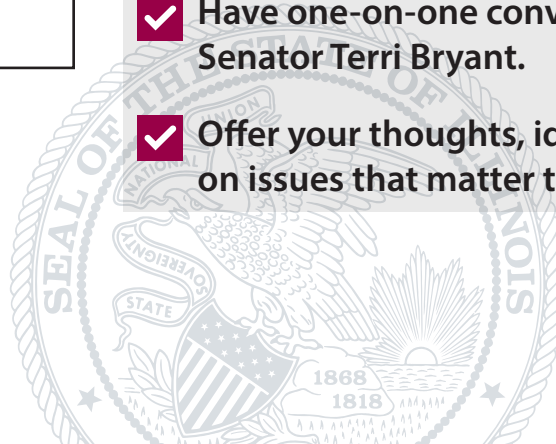 Have one-on-one conv
Senator Terri Bryant.
Offer your thoughts, id
on issues that matter t
SEAL OF THE STATE OF ILLINOIS
NATIONAL UNION
STATE SOVEREIGNTY
1868
1818